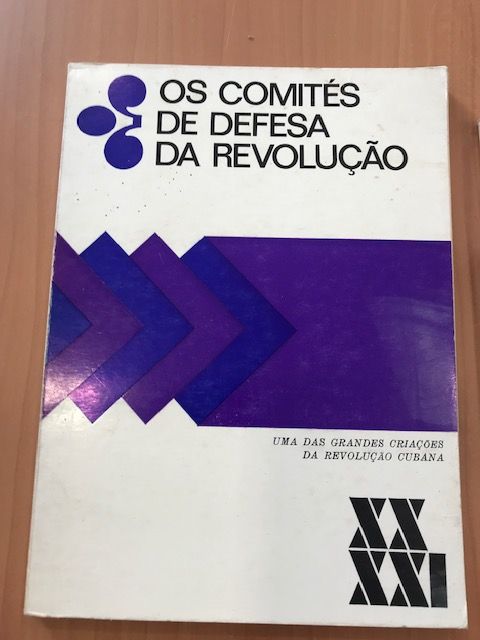 OS COMITÉS
DE DEFESA
DA REVOLUÇÃO
UMA DAS GRANDES CRIAÇÕES
DA REVOLUÇÃO CUBANA
XX
XXI